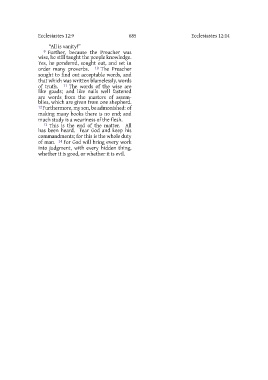 Ecclesiastes 12:9 685 Ecclesiastes 12:14
"All is vanity!"
9 Further, because the Preacher was
wise, he still taught the people knowledge.
Yes, he pondered, sought out, and set in
order many proverbs. 10 The Preacher
sought to find out acceptable words, and
that which was written blamelessly, words
of truth. 11 The words of the wise are
like goads; and like nails well fastened
are words from the masters of assem-
blies, which are given from one shepherd.
12 Furthermore, my son, be admonished: of
making many books there is no end; and
much study is a weariness of the flesh.
13 This is the end of the matter. All
has been heard. Fear God and keep his
commandments; for this is the whole duty
of man. 14 For God will bring every work
into judgment, with every hidden thing,
whether it is good, or whether it is evil.